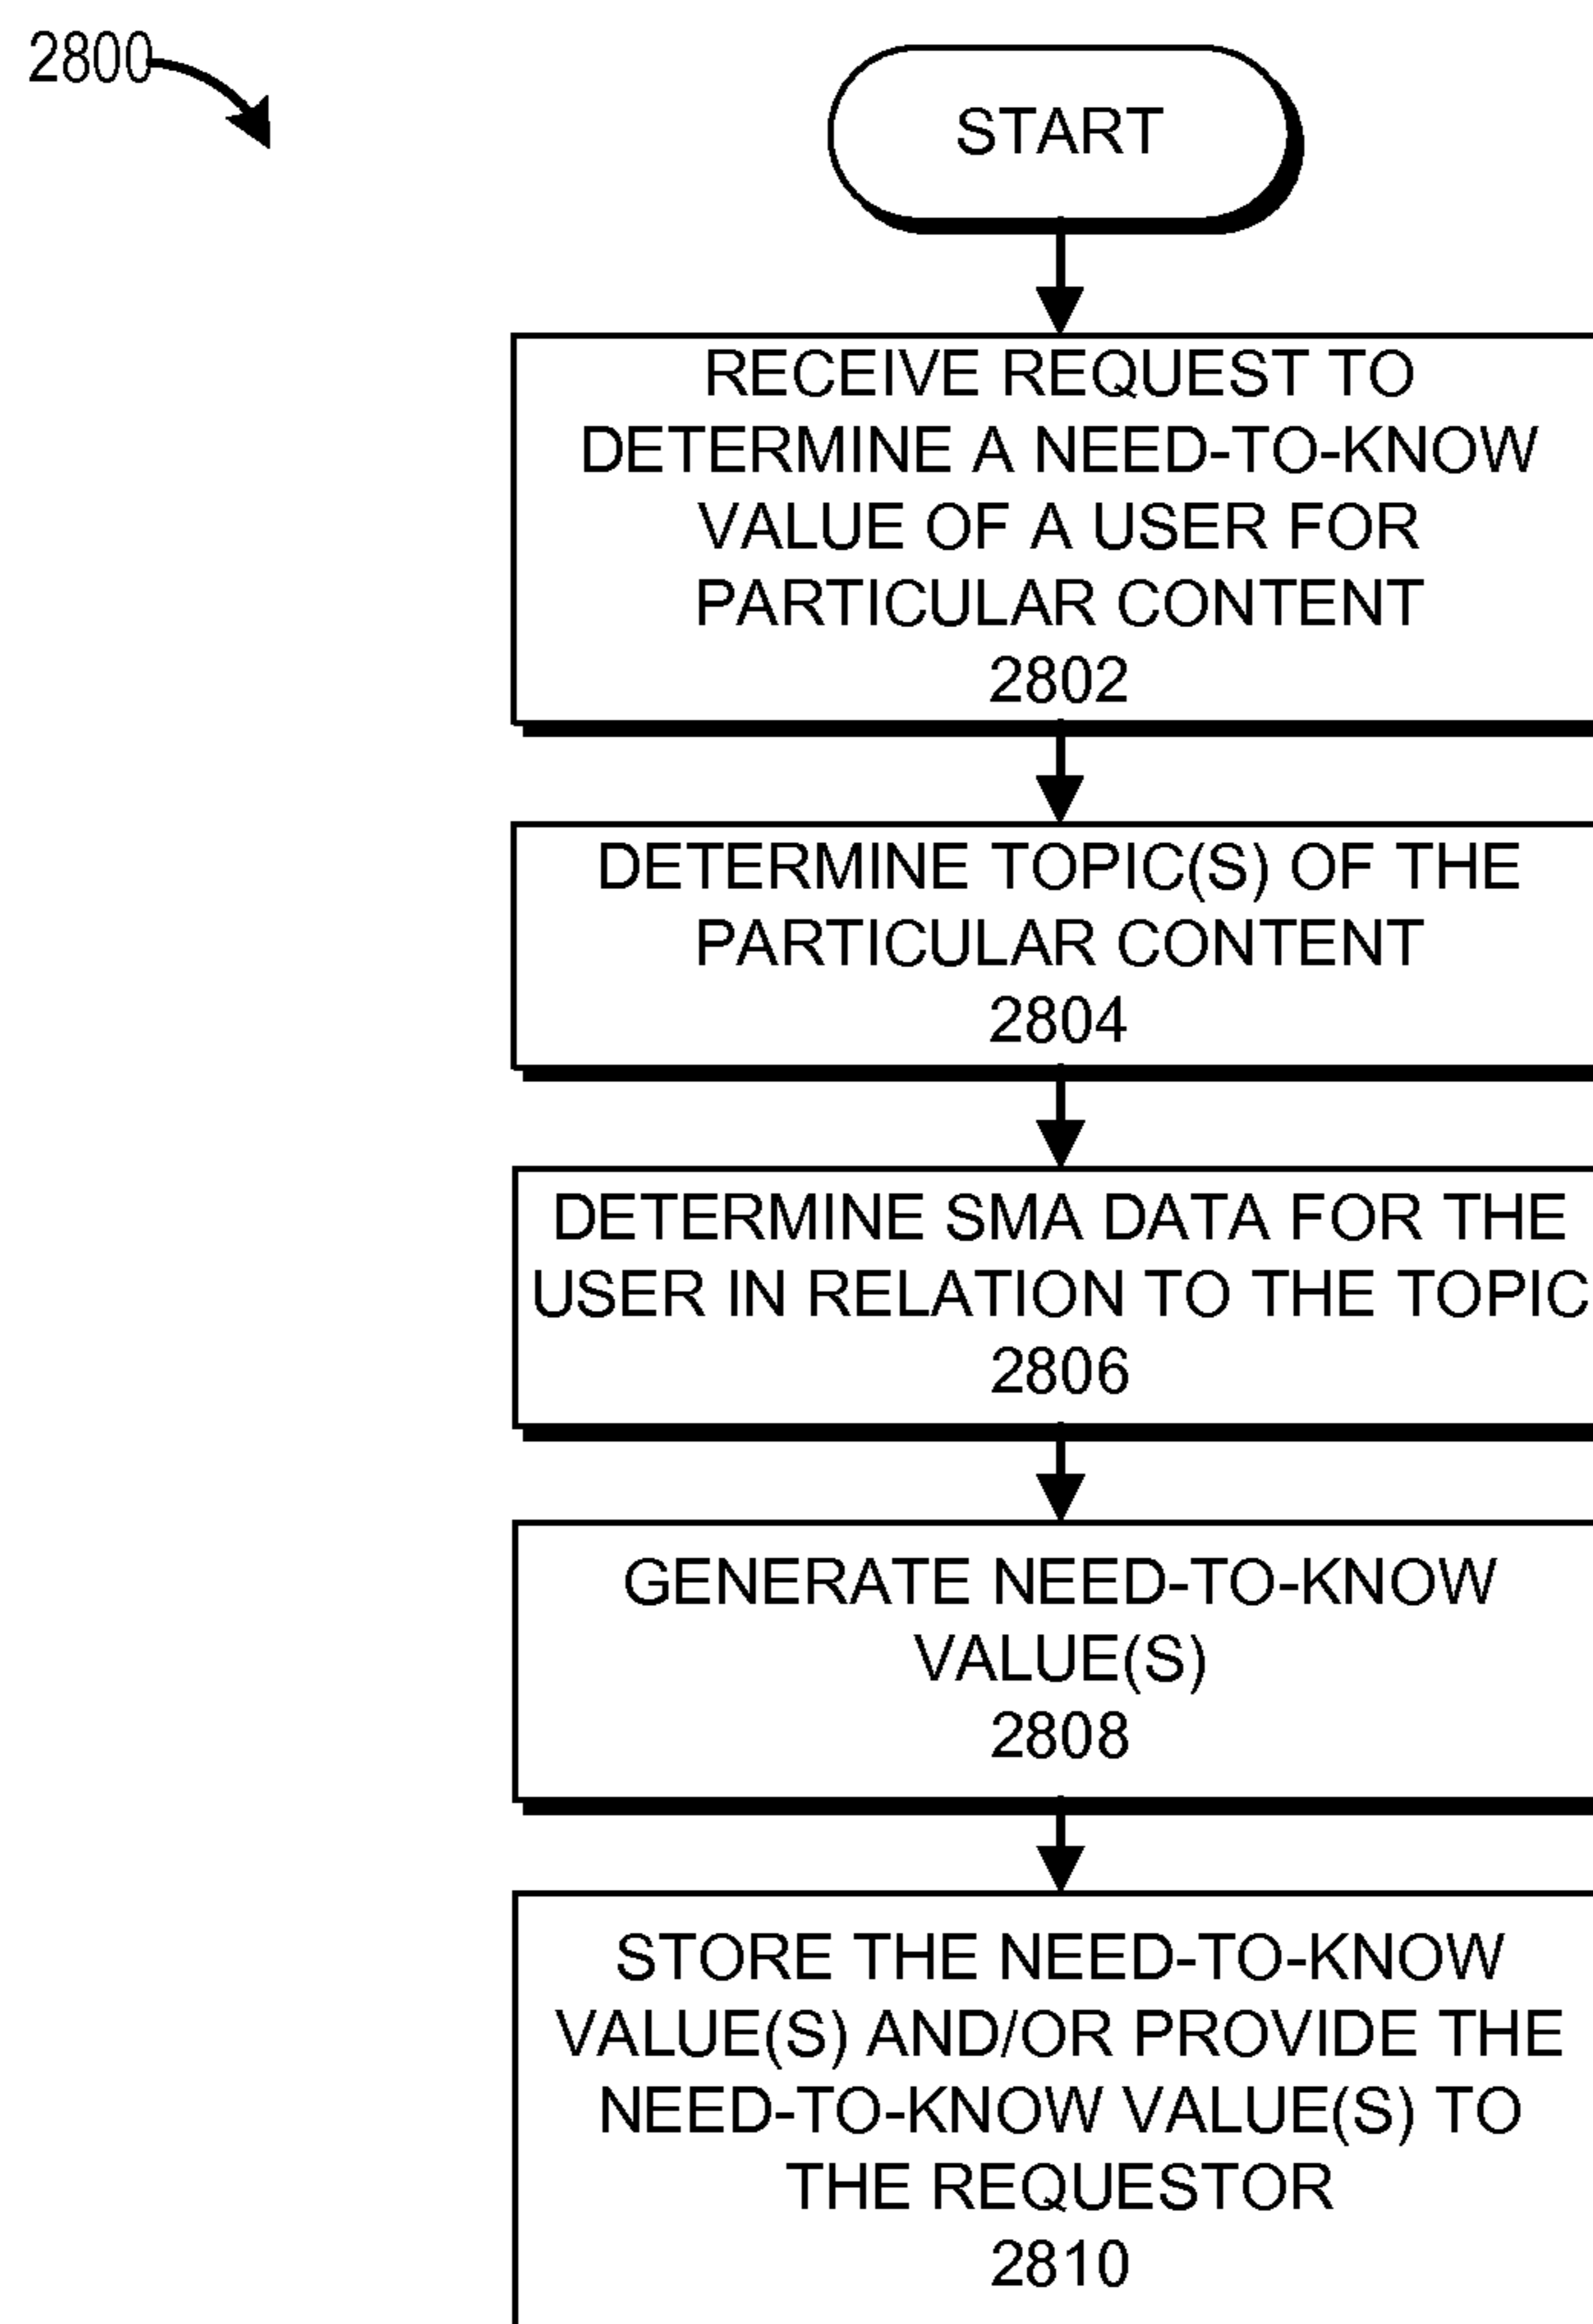 2800
START
RECEIVE REQUEST TO
DETERMINE A NEED-TO-KNOW
VALUE OF A USER FOR
PARTICULAR CONTENT
2802
DETERMINE TOPIC(S) OF THE
PARTICULAR CONTENT
2804
DETERMINE SMA DATA FOR THE
USER IN RELATION TO THE TOPIC
2806
GENERATE NEED-TO-KNOW
VALUE(S)
2808
STORE THE NEED-TO-KNOW
VALUE(S) AND/OR PROVIDE THE
NEED-TO-KNOW VALUE(S) TO
THE REQUESTOR
2810